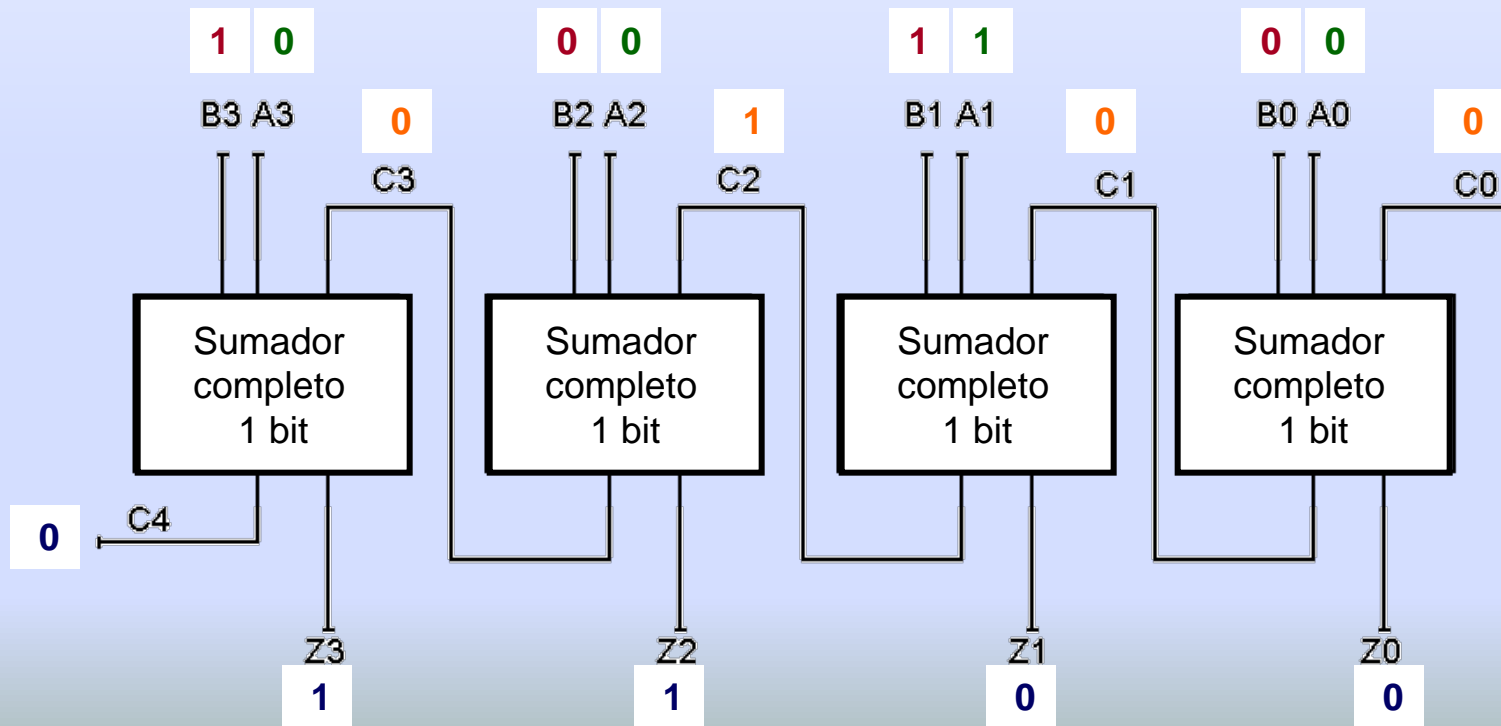 1 0 0 0 1 1 0 0
B3 A3 0 B2 A2 1 B1 A1 0 B0 A0 0
C3 C2 C1 C0
Sumador Sumador Sumador Sumador
completo completo completo completo
1 bit 1 bit 1 bit 1 bit
0 C4
Z3 Z2 Z1 Z0
1 1 0 0